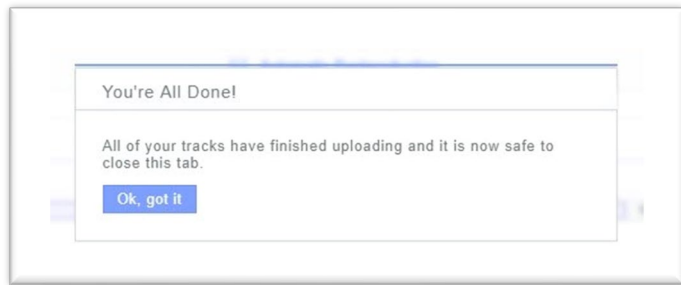 You're All Done!
All of your tracks have finished uploading and it is now safe to
close this tab.
Ok, got it